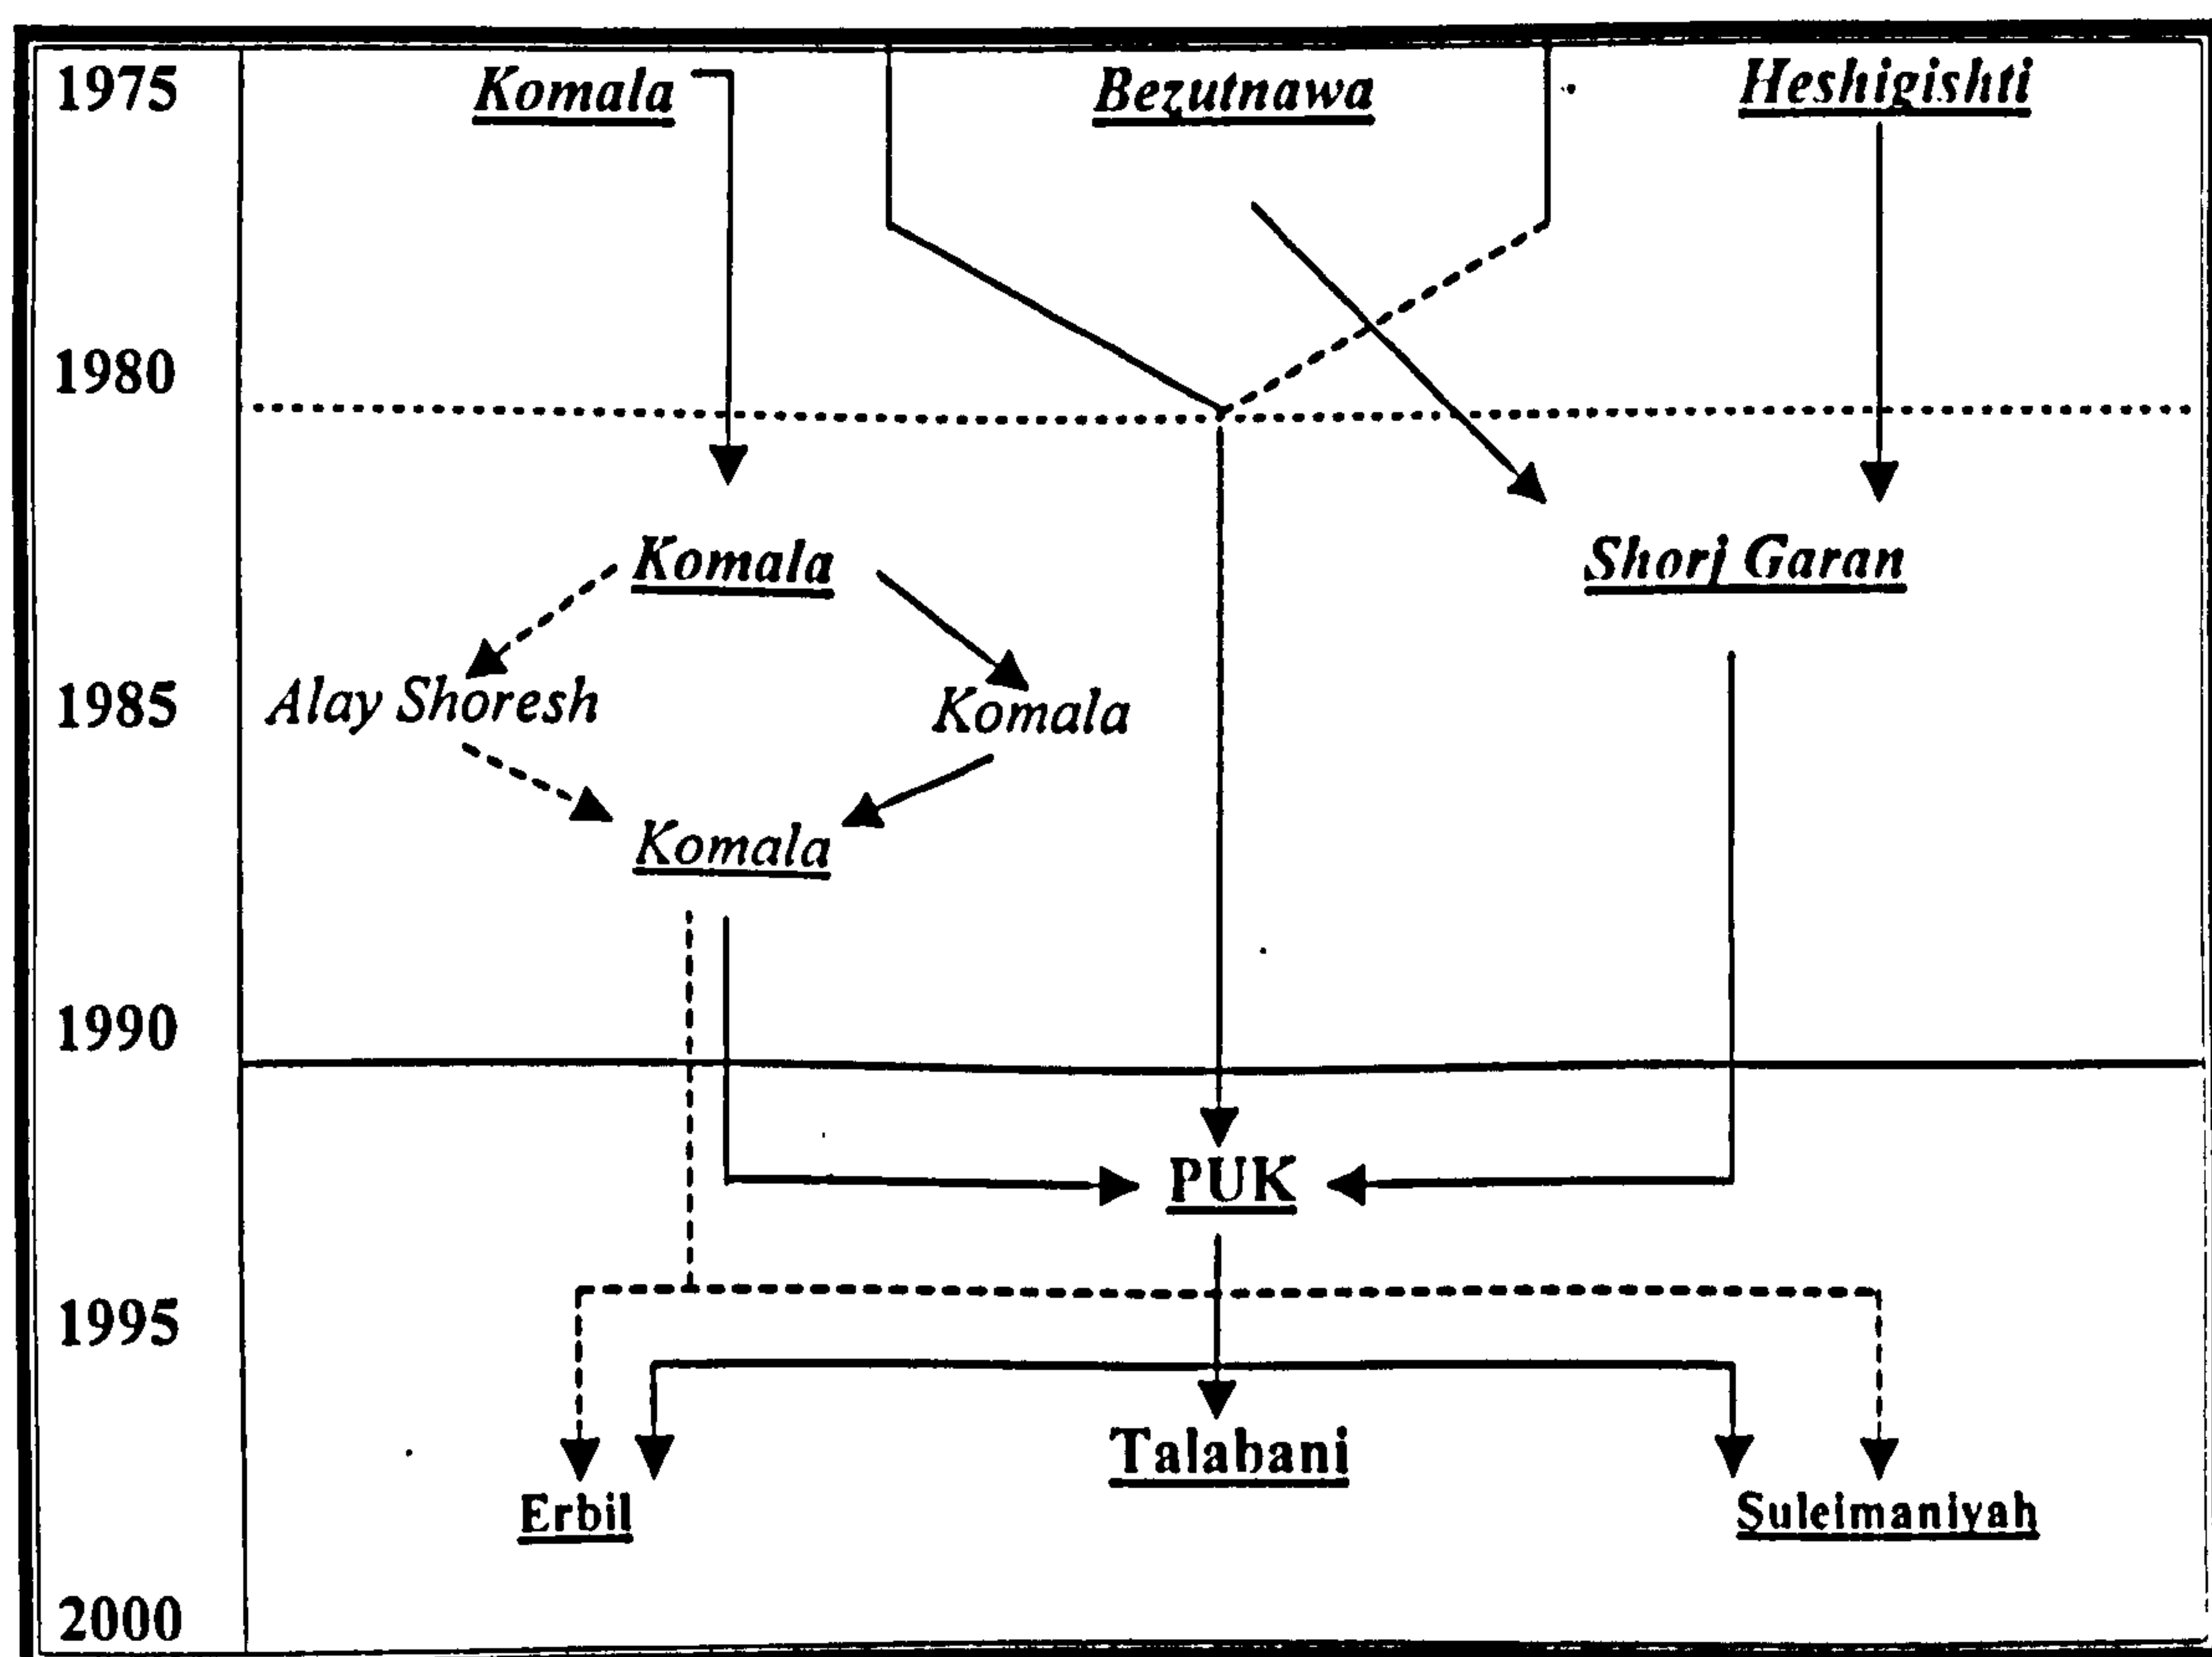 1975 Komala Bezutnawa Heshigishti
1980
Komala Shorj Garan
1985 Alay Shoresh Komala
Komala
1990
PUK
1995
Talabani
Erbil Suleimaniyah
2000